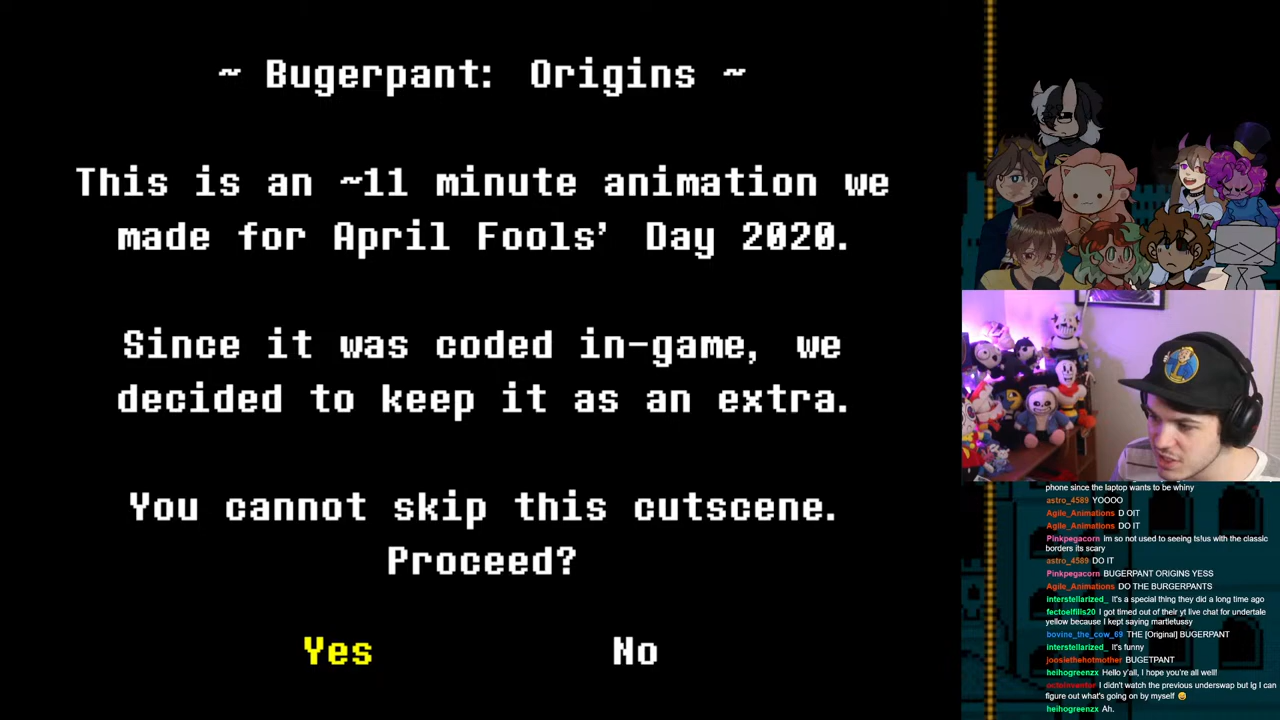 ~ Bugerpant: Origins ~
This is an ~11 minute animation we
made for April Fools' Day 2020.
Since it was coded in-game, we
decided to keep it as an extra.
You cannot skip this cutscene.
Proceed?
Yes No
phone since the laptop wants to be whiny
astro_4589 YOOOO
Agile_Animations D OIT
Agile_Animations DO IT
Pinkpegacorn im so not used to seeing ts!us with the classic
borders its scary
astro_4589 DO IT
Pinkpegacorn BUGERPANT ORIGINS YESS
Agile_Animations DO THE BURGERPANTS
interstellarized_ It's a special thing they did a long time ago
fectoelfilis20 I got timed out of their yt live chat for undertale
yellow because I kept saying martletussy
bovine_the_cow_69 THE [Original] BUGERPANT
interstellarized_ It's funny
joosiethehotmother BUGETPANT
heihogreenzx Hello y'all, I hope you're all well!
octoinventor I didn't watch the previous underswap but Ig I can
figure out what's going on by myself 😄
heihogreenzx Ah.